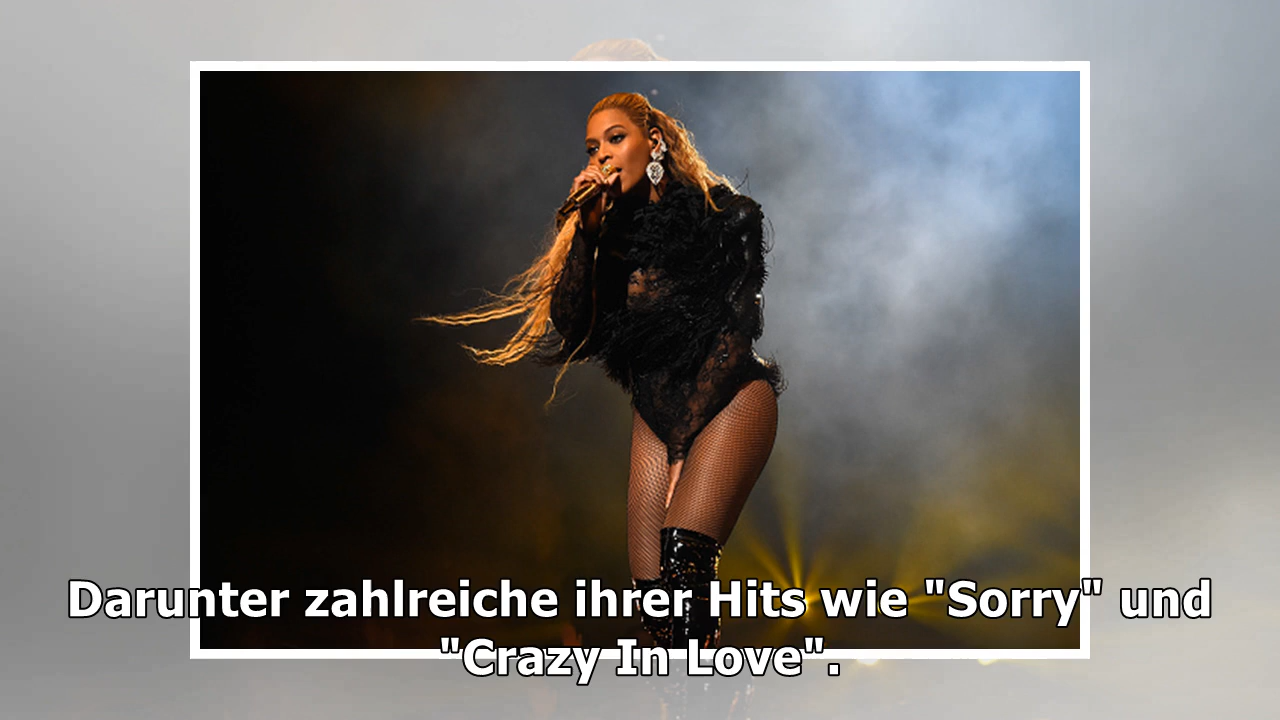 Darunter zahlreiche ihrer Hits wie "Sorry" und
"Crazy In Love".